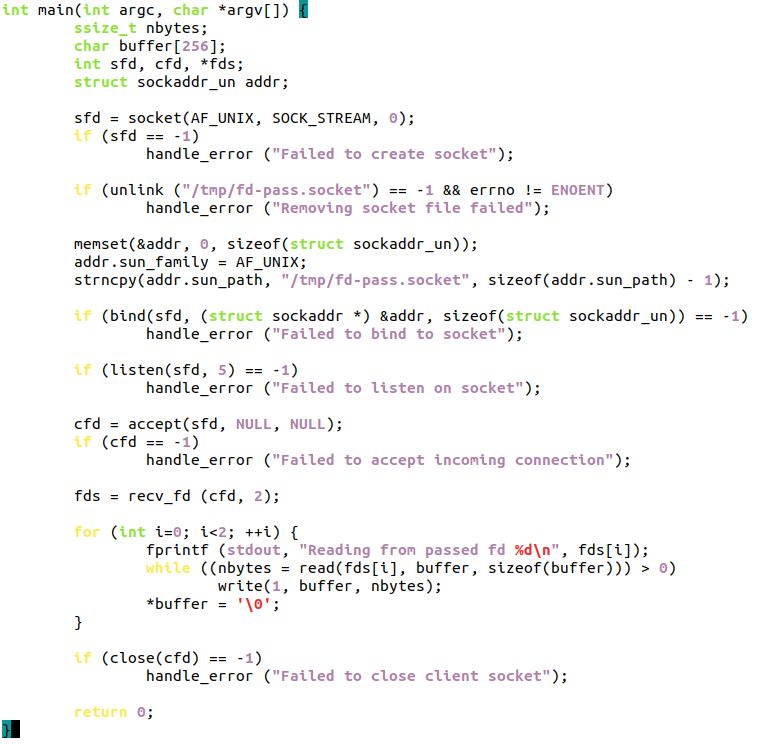 int main(int argc, char *argv[]) {
        ssize_t nbytes;
        char buffer[256];
        int sfd, cfd, *fds;
        struct sockaddr_un addr;

        sfd = socket(AF_UNIX, SOCK_STREAM, 0);
        if (sfd == -1)
                handle_error ("Failed to create socket");

        if (unlink ("/tmp/fd-pass.socket") == -1 && errno != ENOENT)
                handle_error ("Removing socket file failed");

        memset(&addr, 0, sizeof(struct sockaddr_un));
        addr.sun_family = AF_UNIX;
        strncpy(addr.sun_path, "/tmp/fd-pass.socket", sizeof(addr.sun_path) - 1);

        if (bind(sfd, (struct sockaddr *) &addr, sizeof(struct sockaddr_un)) == -1)
                handle_error ("Failed to bind to socket");

        if (listen(sfd, 5) == -1)
                handle_error ("Failed to listen on socket");

        cfd = accept(sfd, NULL, NULL);
        if (cfd == -1)
                handle_error ("Failed to accept incoming connection");

        fds = recv_fd (cfd, 2);

        for (int i=0; i<2; ++i) {
                fprintf (stdout, "Reading from passed fd %d\n", fds[i]);
                while ((nbytes = read(fds[i], buffer, sizeof(buffer))) > 0)
                        write(1, buffer, nbytes);
                *buffer = '\0';
        }

        if (close(cfd) == -1)
                handle_error ("Failed to close client socket");

        return 0;
}